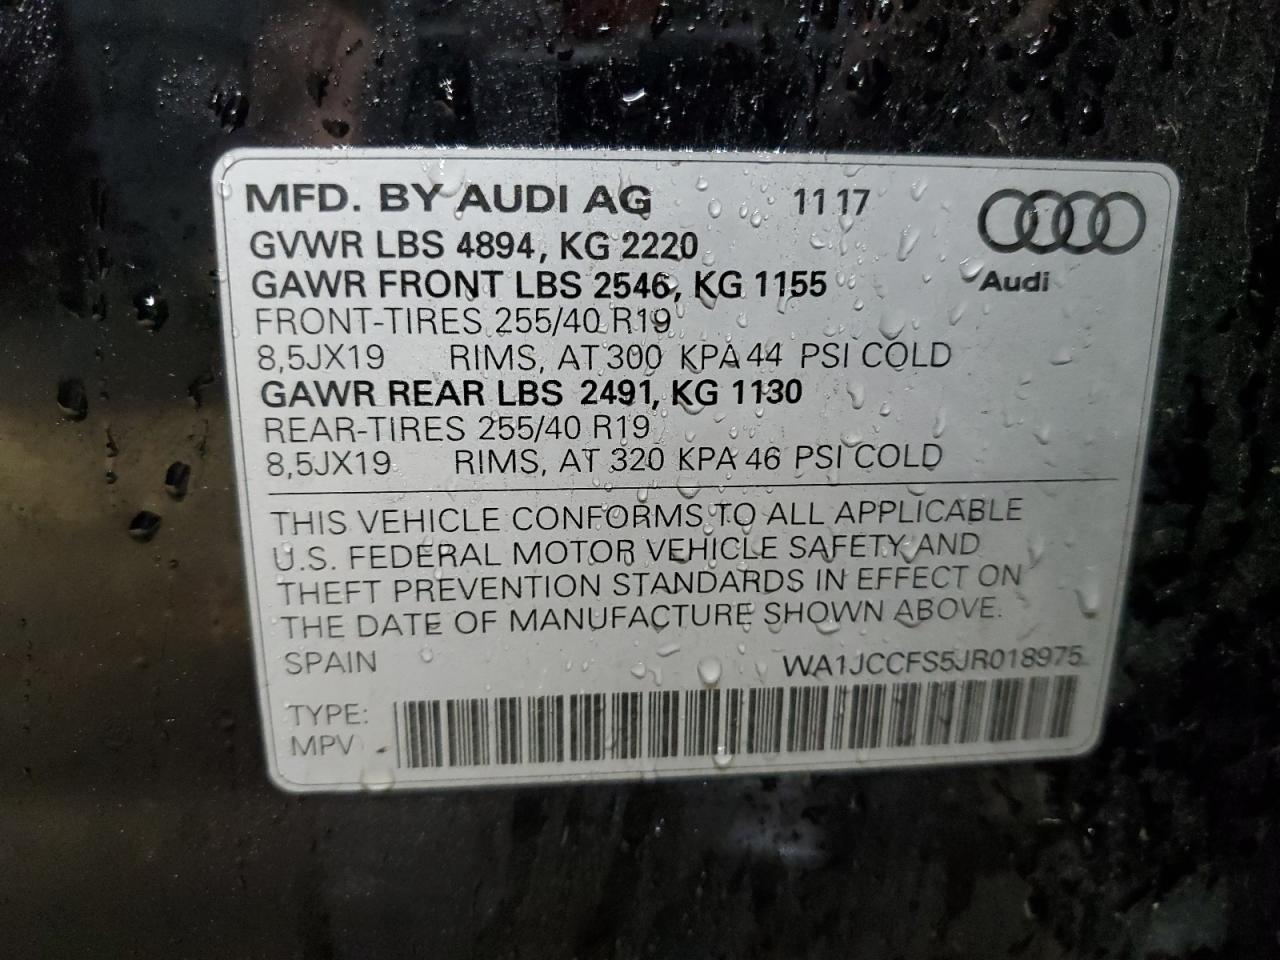 MFD. BY AUDI AG 11 17
Audi
GVWR LBS 4894, KG 2220
GAWR FRONT LBS 2546, KG 1155
FRONT-TIRES 255/40 R19
8,5JX19 RIMS, AT 300 KPA 44 PSI COLD
GAWR REAR LBS 2491, KG 1130
REAR-TIRES 255/40 R19
8,5JX19 RIMS, AT 320 KPA 46 PSI COLD
THIS VEHICLE CONFORMS TO ALL APPLICABLE
U.S. FEDERAL MOTOR VEHICLE SAFETY AND
THEFT PREVENTION STANDARDS IN EFFECT ON
THE DATE OF MANUFACTURE SHOWN ABOVE.
SPAIN WA1JCCFS5JR018975
TYPE:
MPV